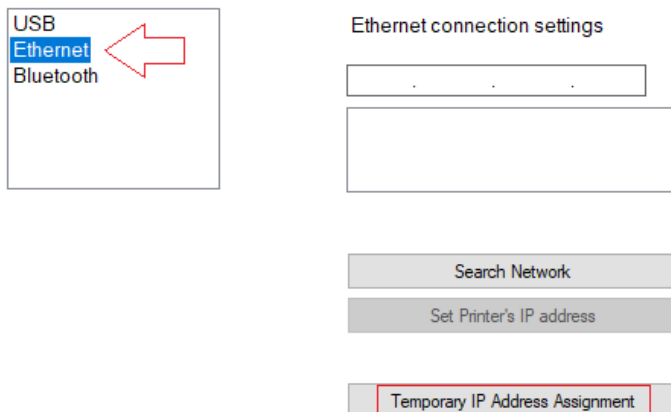 USB
Ethernet
Bluetooth
Ethernet connection settings
. . .
Search Network
Set Printer's IP address
Temporary IP Address Assignment